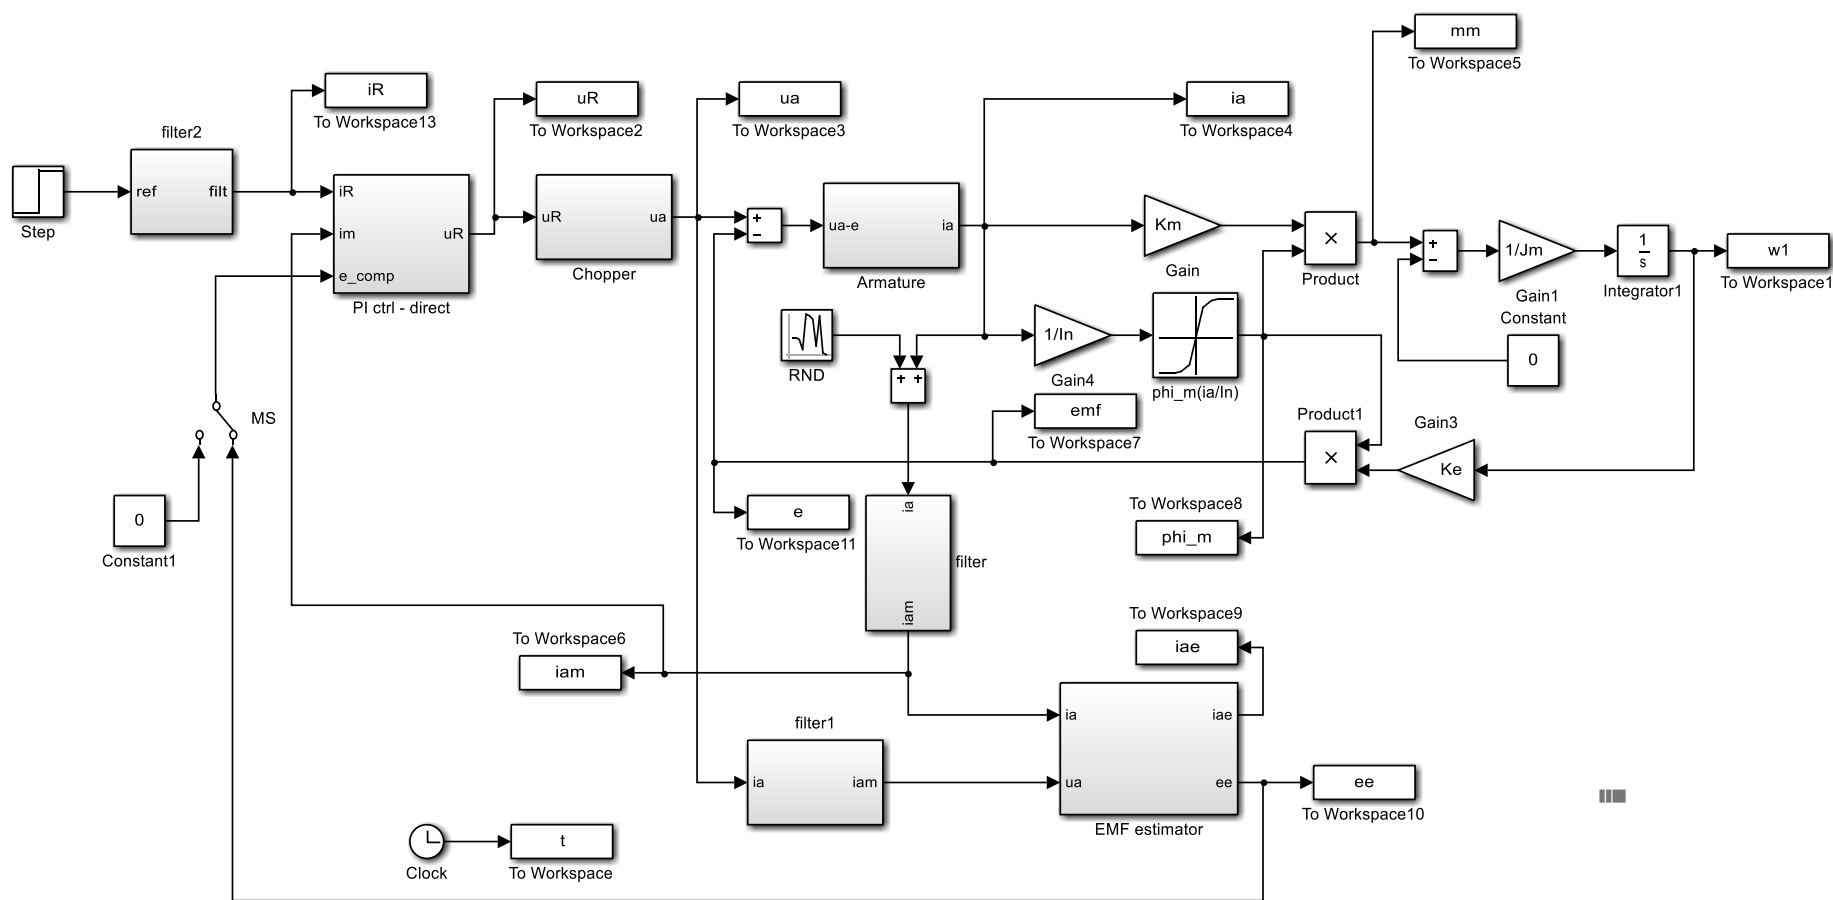 mm
To Workspace5
iR
To Workspace13
uR
To Workspace2
ua
To Workspace3
ia
To Workspace4
filter2
ref
filt
Step
iR
im
e_comp
uR
PI ctrl - direct
uR
ua
Chopper
+
−
ua-e
ia
Armature
Km
Gain
×
Product
+
−
1/Jm
Gain1
1
s
Integrator1
w1
To Workspace1
Constant
0
RND
+ +
1/In
Gain4
phi_m(ia/In)
emf
To Workspace7
Product1
×
Gain3
Ke
MS
0
Constant1
e
To Workspace11
ia
iam
filter
To Workspace8
phi_m
To Workspace9
iae
To Workspace6
iam
filter1
ia
iam
ia
ua
iae
ee
EMF estimator
ee
To Workspace10
Clock
t
To Workspace